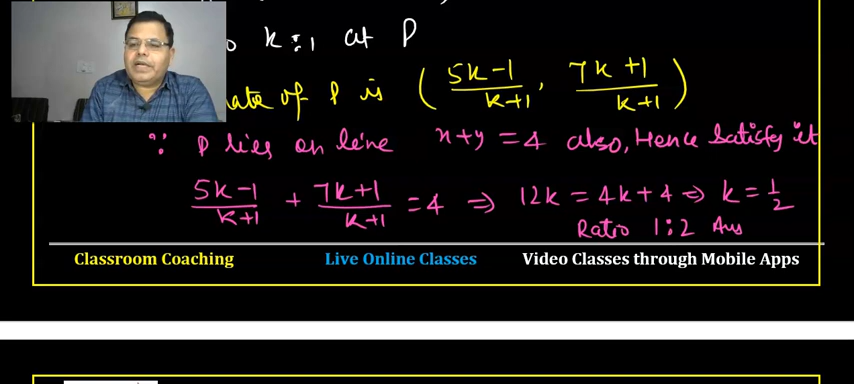 k : 1 at P
of P is ( 5k-1/k+1 , 7k+1/k+1 )
∵ P lies on line x+y = 4 also, Hence satisfy it
5k-1/k+1 + 7k+1/k+1 = 4 ⇒ 12k = 4k+4 ⇒ k = 1/2
Ratio 1:2 Ans
Classroom Coaching Live Online Classes Video Classes through Mobile Apps